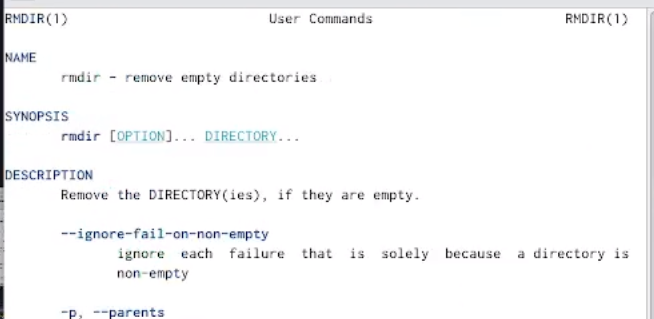 RMDIR(1) User Commands RMDIR(1)
NAME
rmdir - remove empty directories
SYNOPSIS
rmdir [OPTION]... DIRECTORY...
DESCRIPTION
Remove the DIRECTORY(ies), if they are empty.
--ignore-fail-on-non-empty
ignore each failure that is solely because a directory is
non-empty
-p, --parents